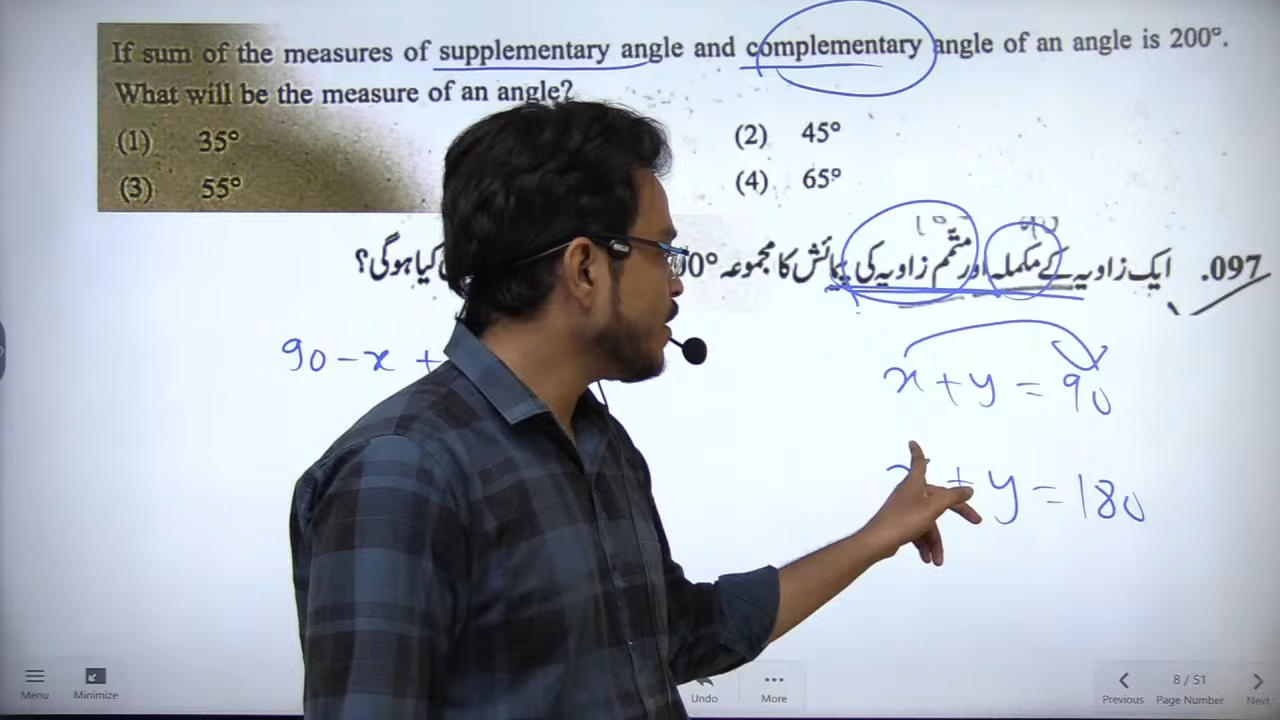 If sum of the measures of supplementary angle and complementary angle of an angle is 200°.
What will be the measure of an angle?
(1) 35° (2) 45°
(3) 55° (4) 65°
097. ایک زاویہ کے مکملہ اور متمم زاویہ کی پیمائش کا مجموعہ کیا ہوگی؟
90 - x +
x + y = 90
x + y = 180
Menu Minimize Undo More Previous 8 / 51 Page Number Next